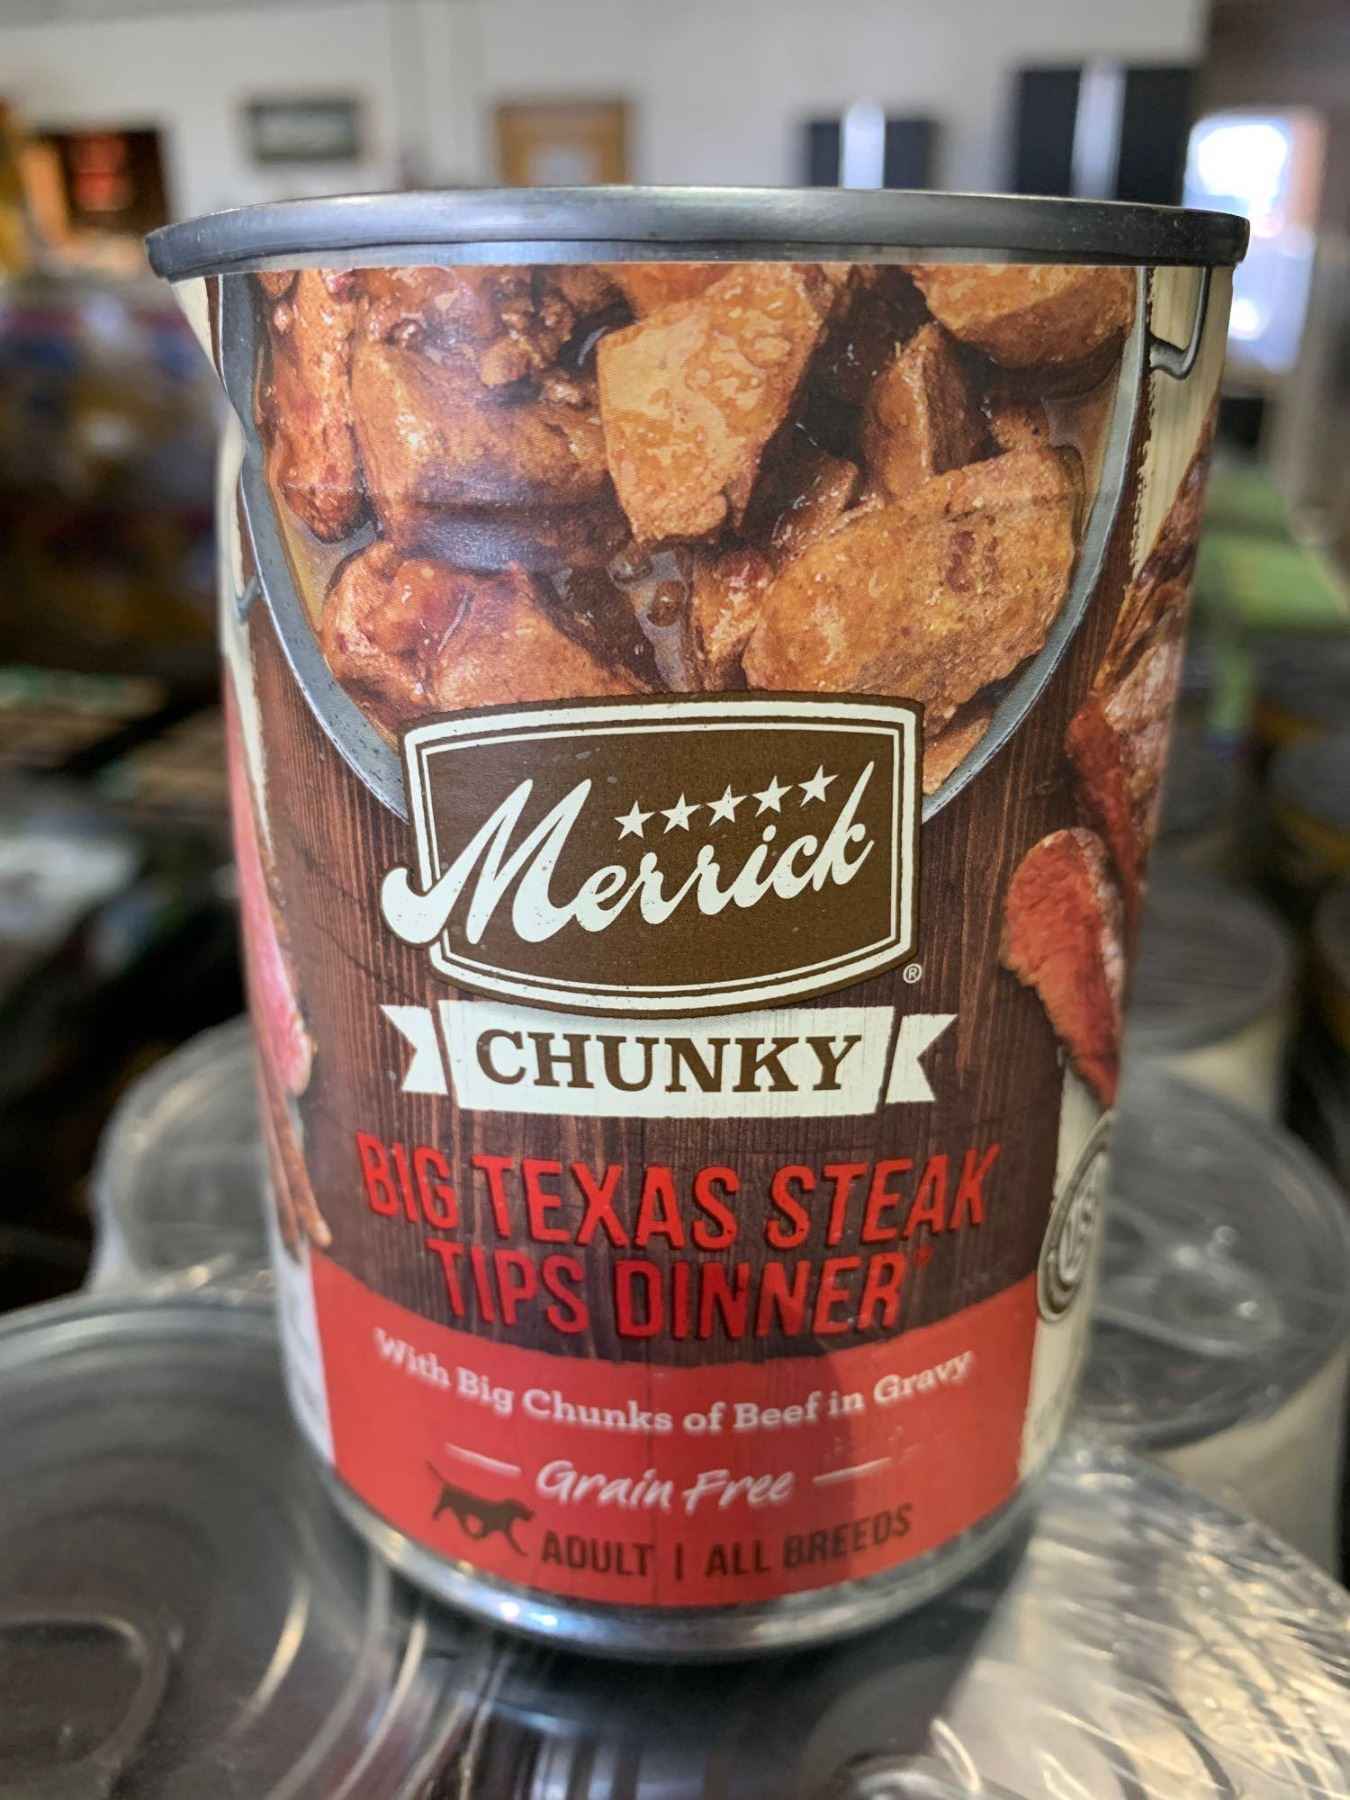 Merrick
®
CHUNKY
BIG TEXAS STEAK
TIPS DINNER®
With Big Chunks of Beef in Gravy
Grain Free
ADULT | ALL BREEDS